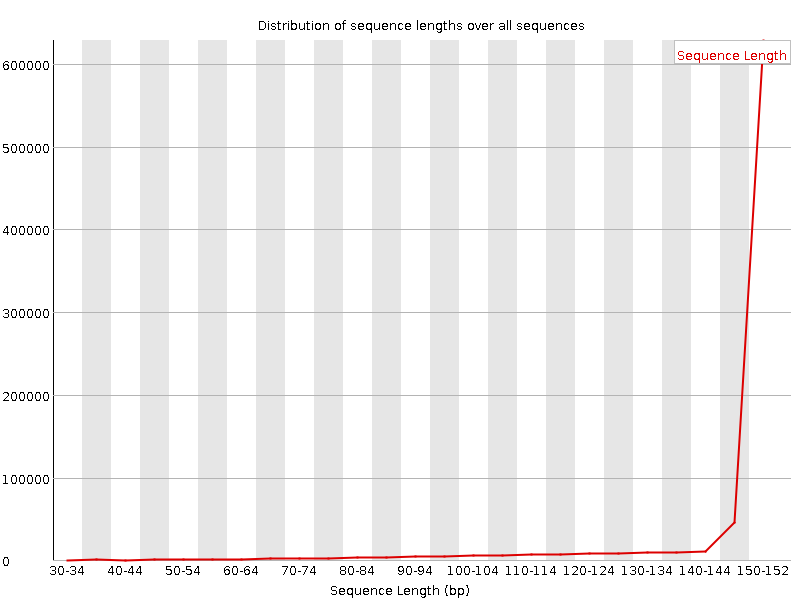 Distribution of sequence lengths over all sequences
Sequence Length
600000
500000
400000
300000
200000
100000
0
30-34 40-44 50-54 60-64 70-74 80-84 90-94 100-104 110-114 120-124 130-134 140-144 150-152
Sequence Length (bp)